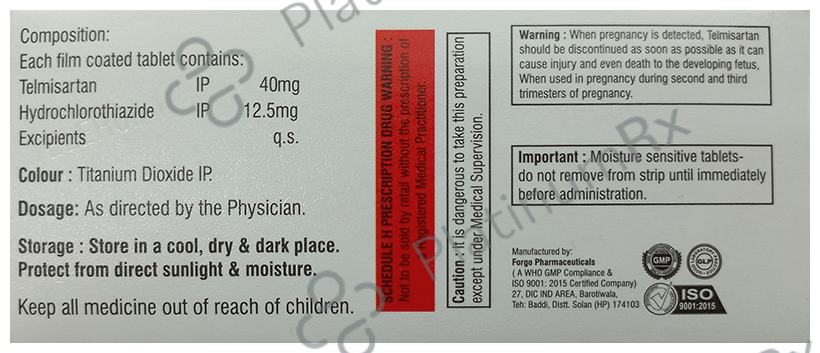 Composition:
Each film coated tablet contains:
Telmisartan IP 40mg
Hydrochlorothiazide IP 12.5mg
Excipients q.s.
Colour : Titanium Dioxide IP.
Dosage: As directed by the Physician.
Storage : Store in a cool, dry & dark place.
Protect from direct sunlight & moisture.
Keep all medicine out of reach of children.
SCHEDULE H PRESCRIPTION DRUG WARNING :
Not to be sold by retail without the prescription of
a Registered Medical Practitioner.
Caution : It is dangerous to take this preparation
except under Medical Supervision.
Warning : When pregnancy is detected, Telmisartan
should be discontinued as soon as possible as it can
cause injury and even death to the developing fetus,
When used in pregnancy during second and third
trimesters of pregnancy.
Important : Moisture sensitive tablets-
do not remove from strip until immediately
before administration.
Manufactured by:
Forgo Pharmaceuticals
( A WHO GMP Compliance &
ISO 9001: 2015 Certified Company)
27, DIC IND AREA, Barotiwala,
Teh: Baddi, Distt. Solan (HP) 174103
GMP
GLP
ISO
9001:2015
PlatinumRx